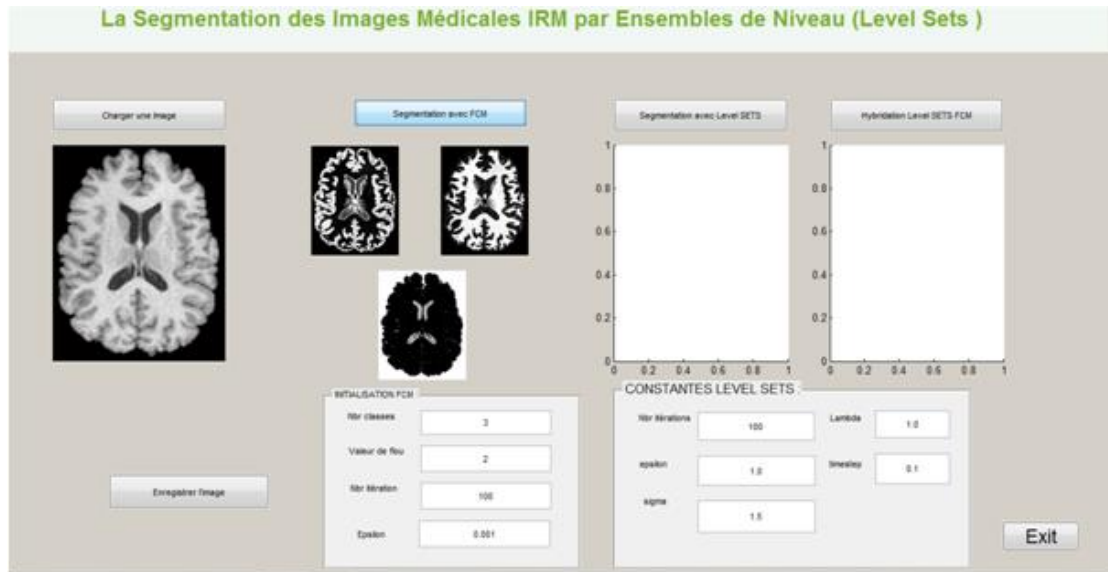 La Segmentation des Images Médicales IRM par Ensembles de Niveau (Level Sets )
Charger une Image
Segmentation avec FCM
Segmentation avec Level SETS
Hybridation Level SETS FCM
1
0.8
0.6
0.4
0.2
0
0 0.2 0.4 0.6 0.8 1
1
0.8
0.6
0.4
0.2
0
0 0.2 0.4 0.6 0.8 1
INITIALISATION FCM
Nbr classes 3
Valeur de flou 2
Nbr itération 100
Epsilon 0.001
CONSTANTES LEVEL SETS :
Nbr itérations 100
Lambda 1.0
epsilon 1.0
timestep 0.1
sigma 1.5
Enregistrer l'image
Exit